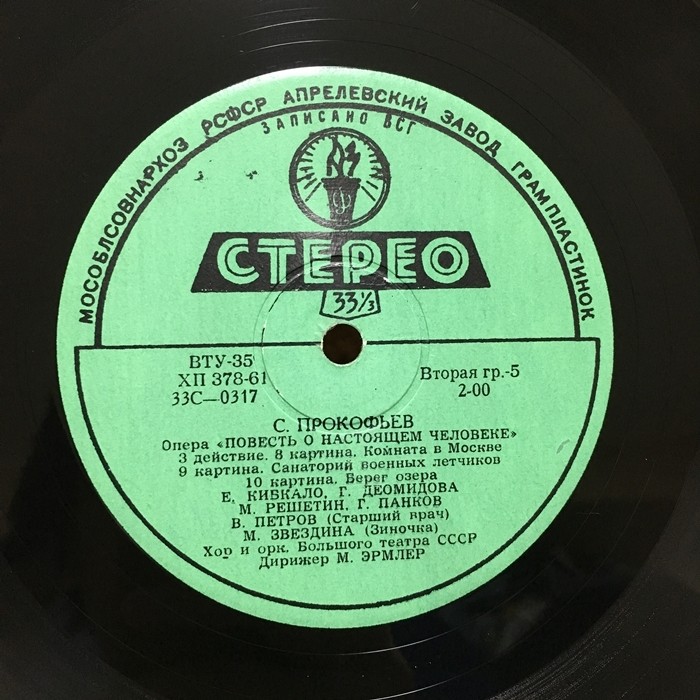 МОСОБЛСОВНАРХОЗ РСФСР АПРЕЛЕВСКИЙ ЗАВОД ГРАМПЛАСТИНОК
ЗАПИСАНО ВСГ
СТЕРЕО
33⅓
ВТУ-35
ХП 378-61
33С—0317
Вторая гр.-5
2-00
С. ПРОКОФЬЕВ
Опера «ПОВЕСТЬ О НАСТОЯЩЕМ ЧЕЛОВЕКЕ»
3 действие. 8 картина. Комната в Москве
9 картина. Санаторий военных летчиков
10 картина. Берег озера
Е. КИБКАЛО, Г. ДЕОМИДОВА
М. РЕШЕТИН, Г. ПАНКОВ
В. ПЕТРОВ (Старший врач)
М. ЗВЕЗДИНА (Зиночка)
Хор и орк. Большого театра СССР
Дирижер М. ЭРМЛЕР